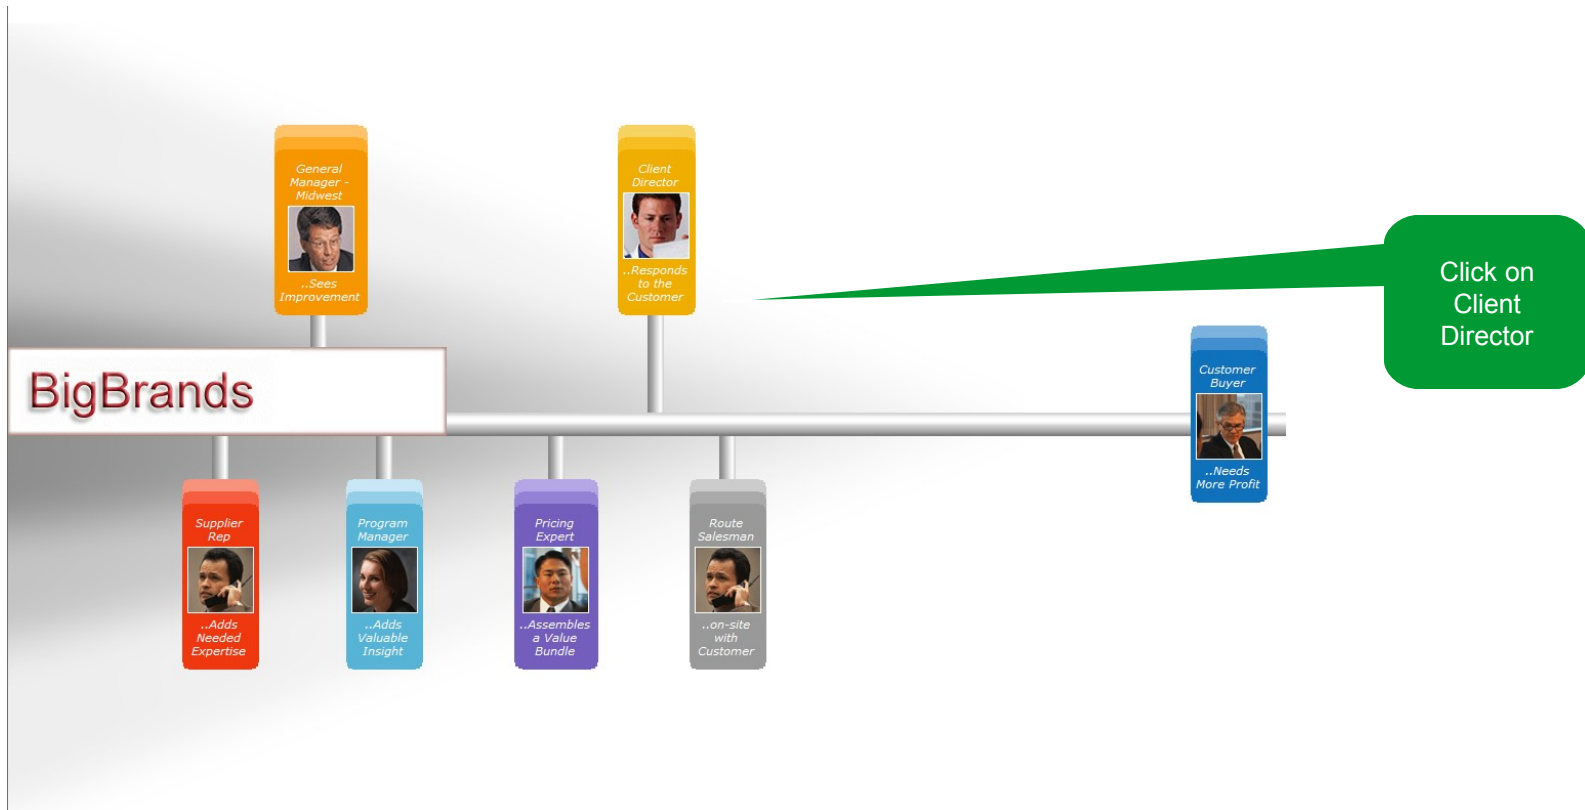 General
Manager -
Midwest
..Sees
Improvement
Client
Director
..Responds
to the
Customer
Click on
Client
Director
BigBrands
Customer
Buyer
..Needs
More Profit
Supplier
Rep
..Adds
Needed
Expertise
Program
Manager
..Adds
Valuable
Insight
Pricing
Expert
..Assembles
a Value
Bundle
Route
Salesman
..on-site
with
Customer